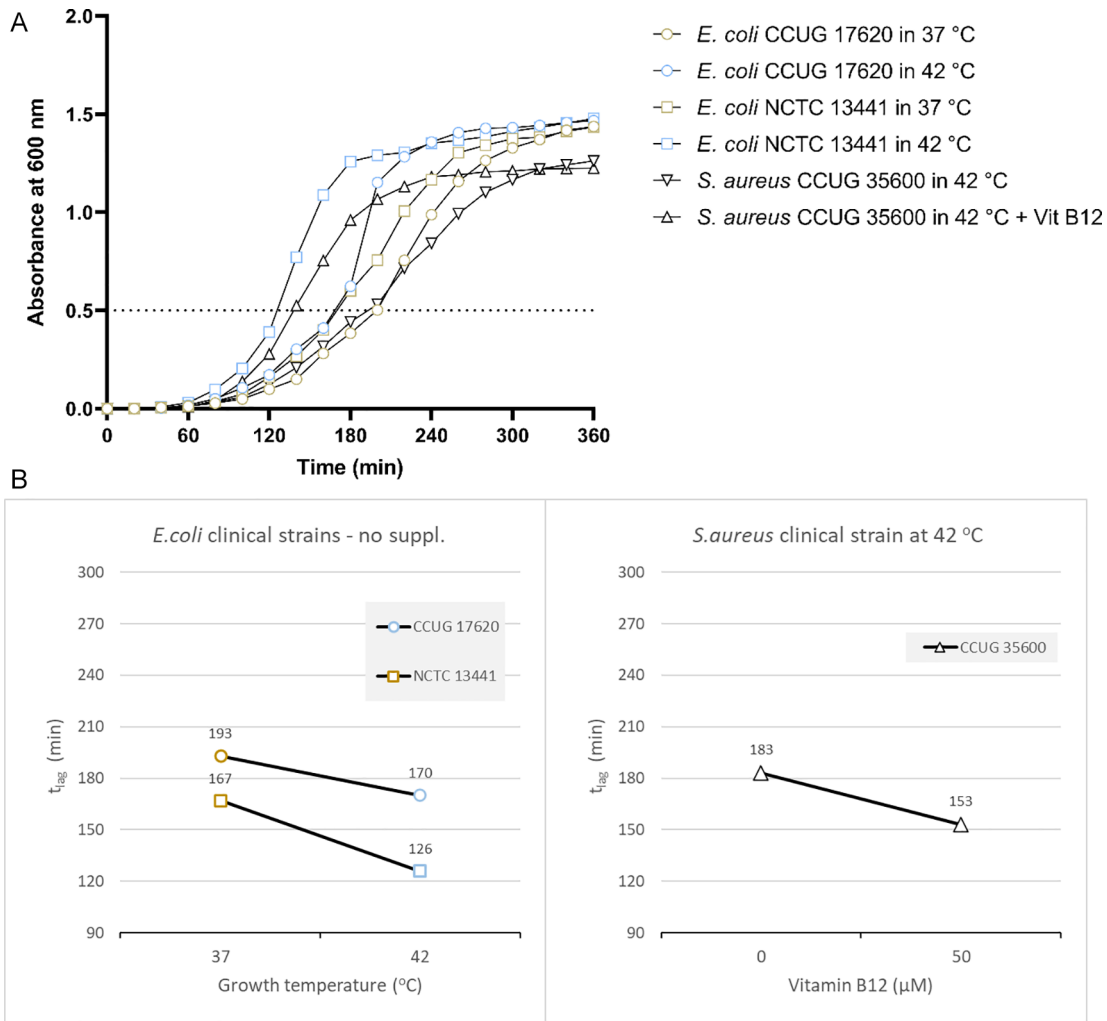 A
2.0
1.5
1.0
0.5
0.0
Absorbance at 600 nm
0 60 120 180 240 300 360
Time (min)
E. coli CCUG 17620 in 37 °C
E. coli CCUG 17620 in 42 °C
E. coli NCTC 13441 in 37 °C
E. coli NCTC 13441 in 42 °C
S. aureus CCUG 35600 in 42 °C
S. aureus CCUG 35600 in 42 °C + Vit B12
B
E.coli clinical strains - no suppl.
300
270
240
210
180
150
120
90
t_lag (min)
CCUG 17620
NCTC 13441
193
170
167
126
37 42
Growth temperature (°C)
S.aureus clinical strain at 42 °C
300
270
240
210
180
150
120
90
t_lag (min)
CCUG 35600
183
153
0 50
Vitamin B12 (µM)